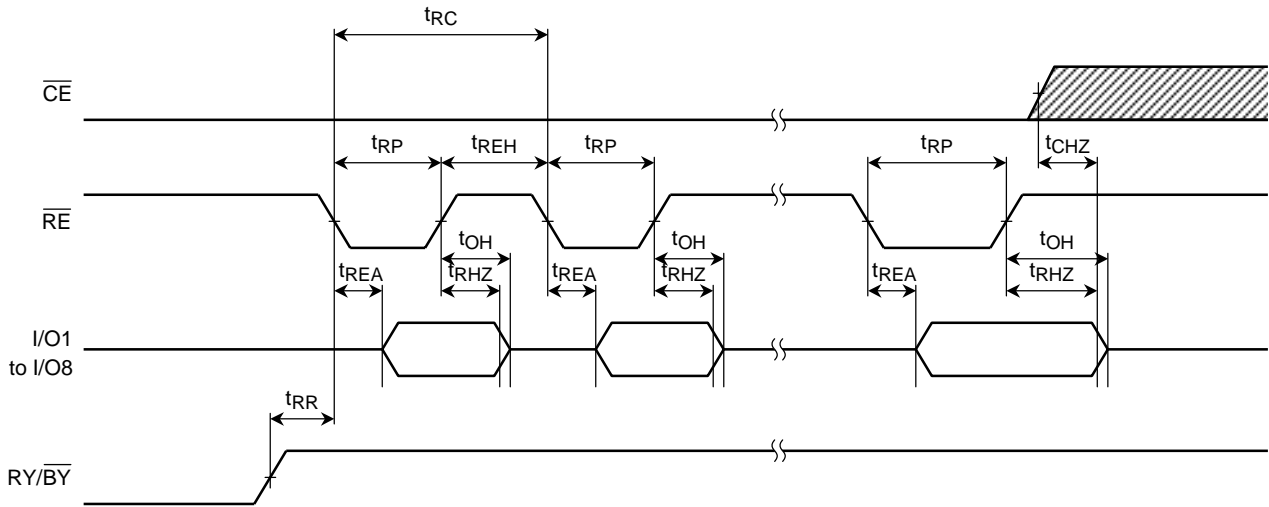 tRC
CE
tRP tREH tRP tRP tCHZ
RE
tOH tOH tOH
tREA tRHZ tREA tRHZ tREA tRHZ
I/O1
to I/O8
tRR
RY/BY